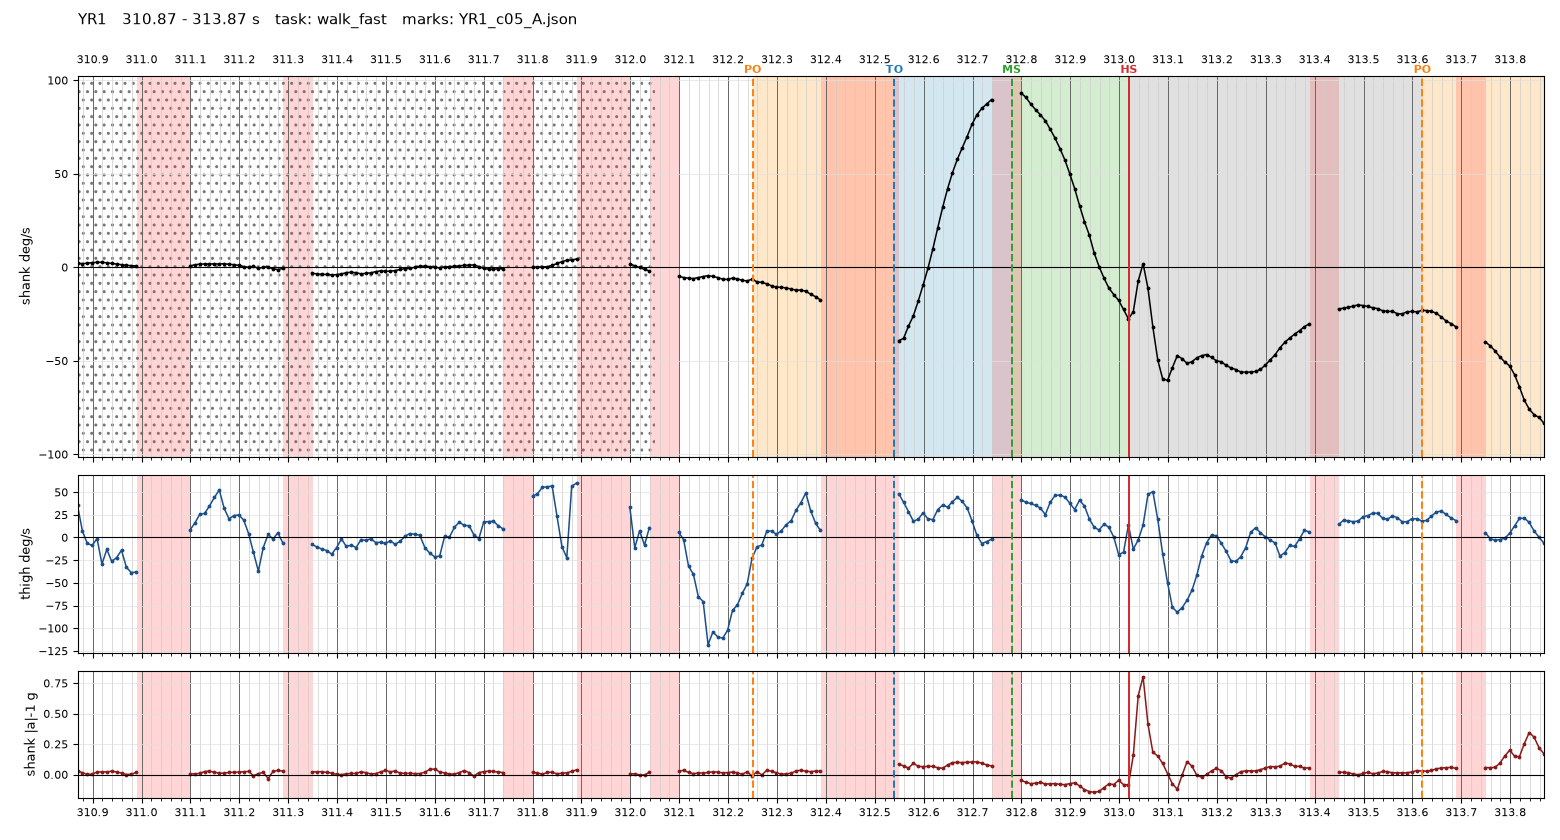 YR1 310.87 - 313.87 s task: walk_fast marks: YR1_c05_A.json
310.9 311.0 311.1 311.2 311.3 311.4 311.5 311.6 311.7 311.8 311.9 312.0 312.1 312.2 312.3 312.4 312.5 312.6 312.7 312.8 312.9 313.0 313.1 313.2 313.3 313.4 313.5 313.6 313.7 313.8
PO TO MS HS PO
100
50
0
−50
−100
shank deg/s
50
25
0
−25
−50
−75
−100
−125
thigh deg/s
0.75
0.50
0.25
0.00
shank |a|-1 g
310.9 311.0 311.1 311.2 311.3 311.4 311.5 311.6 311.7 311.8 311.9 312.0 312.1 312.2 312.3 312.4 312.5 312.6 312.7 312.8 312.9 313.0 313.1 313.2 313.3 313.4 313.5 313.6 313.7 313.8